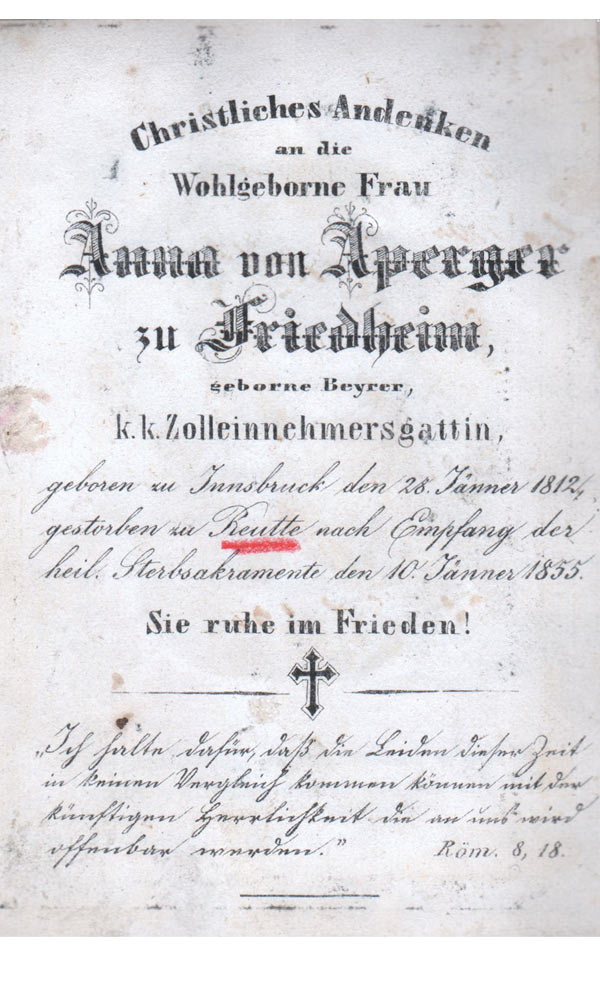 Christliches Andenken
an die
Wohlgeborne Frau
Anna von Aperger
zu Friedheim,
geborne Beyrer,
k. k. Zolleinnehmersgattin,
geboren zu Innsbruck den 28. Jänner 1812,
gestorben zu Reutte nach Empfang der
heil. Sterbsakramente den 10. Jänner 1855.
Sie ruhe im Frieden!
„Ich halte dafür, daß die Leiden dieser Zeit
in keinen Vergleich kommen können mit der
künftigen Herrlichkeit die an uns wird
offenbar werden.“ Röm. 8, 18.